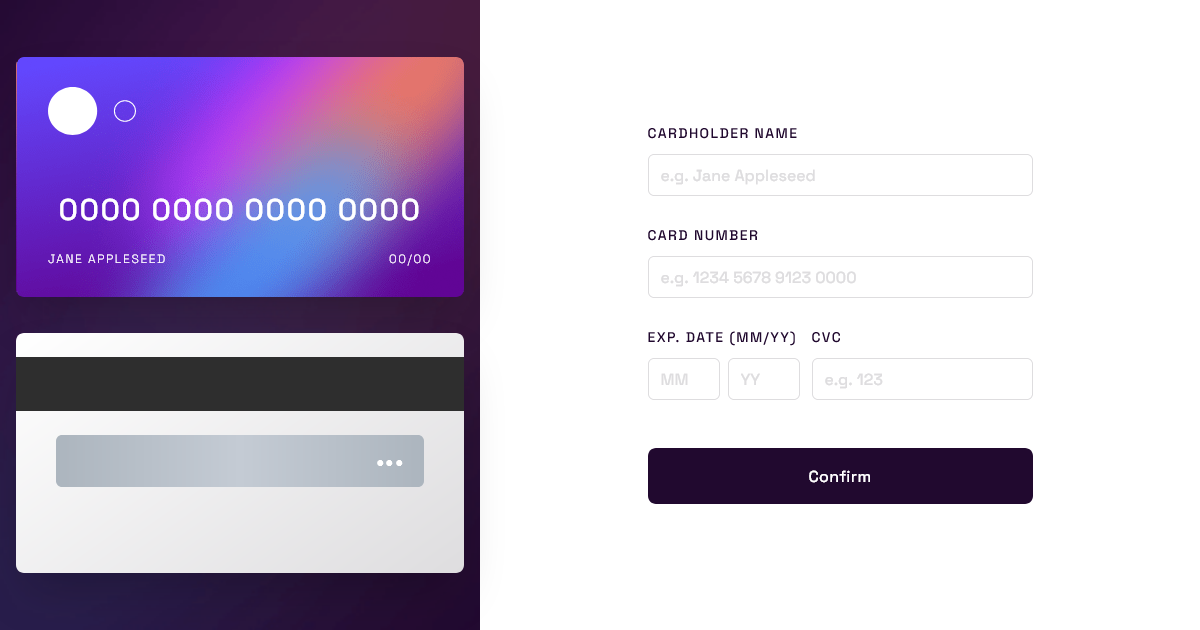 0000 0000 0000 0000
JANE APPLESEED 00/00
•••
CARDHOLDER NAME
e.g. Jane Appleseed
CARD NUMBER
e.g. 1234 5678 9123 0000
EXP. DATE (MM/YY) CVC
MM YY e.g. 123
Confirm